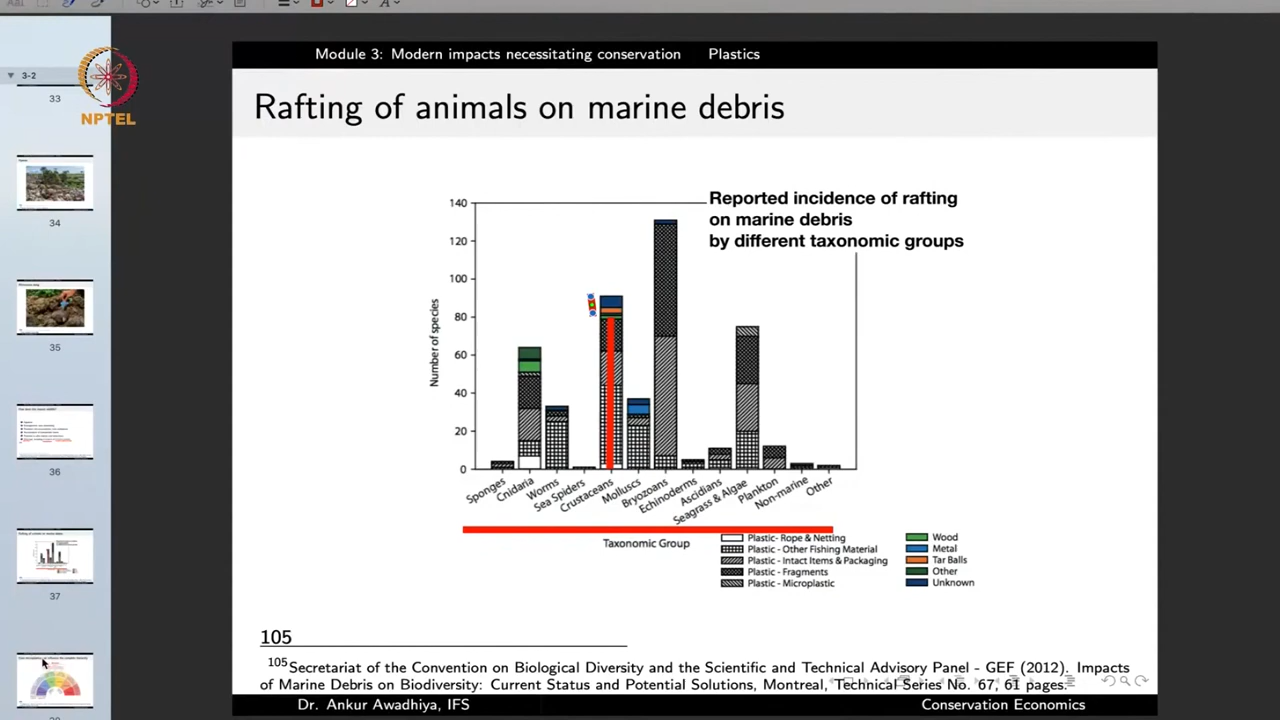 Module 3: Modern impacts necessitating conservation Plastics
3-2
NPTEL
33
34
35
36
37
Rafting of animals on marine debris
Reported incidence of rafting
on marine debris
by different taxonomic groups
Number of species
140
120
100
80
60
40
20
0
Sponges
Cnidaria
Worms
Sea Spiders
Crustaceans
Molluscs
Bryozoans
Echinoderms
Ascidians
Seagrass & Algae
Plankton
Non-marine
Other
Taxonomic Group
Plastic- Rope & Netting
Plastic - Other Fishing Material
Plastic - Intact Items & Packaging
Plastic - Fragments
Plastic - Microplastic
Wood
Metal
Tar Balls
Other
Unknown
105
105Secretariat of the Convention on Biological Diversity and the Scientific and Technical Advisory Panel - GEF (2012). Impacts
of Marine Debris on Biodiversity: Current Status and Potential Solutions, Montreal, Technical Series No. 67, 61 pages.
Dr. Ankur Awadhiya, IFS Conservation Economics